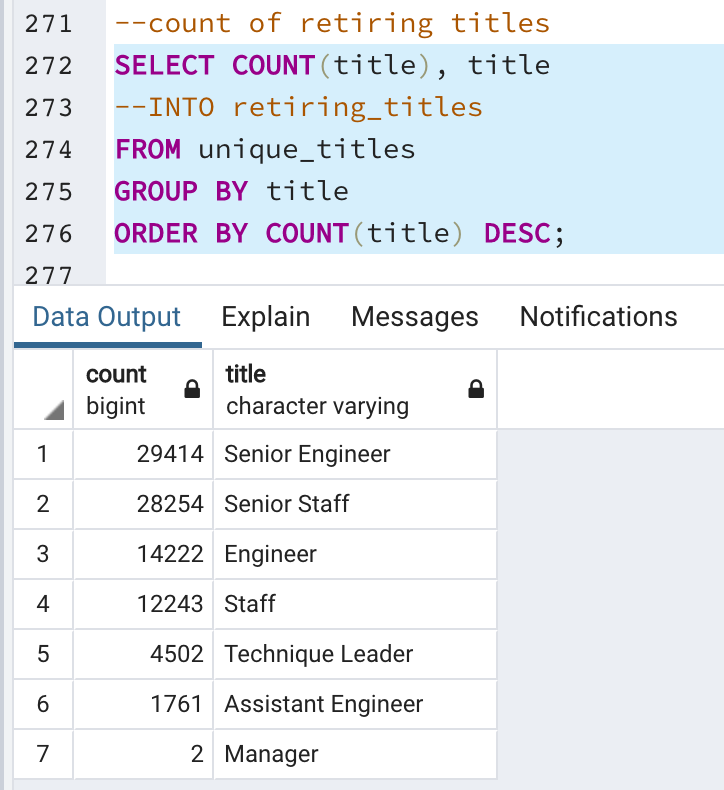 271 --count of retiring titles
272 SELECT COUNT(title), title
273 --INTO retiring_titles
274 FROM unique_titles
275 GROUP BY title
276 ORDER BY COUNT(title) DESC;
277
Data Output Explain Messages Notifications
count title
bigint character varying
1 29414 Senior Engineer
2 28254 Senior Staff
3 14222 Engineer
4 12243 Staff
5 4502 Technique Leader
6 1761 Assistant Engineer
7 2 Manager